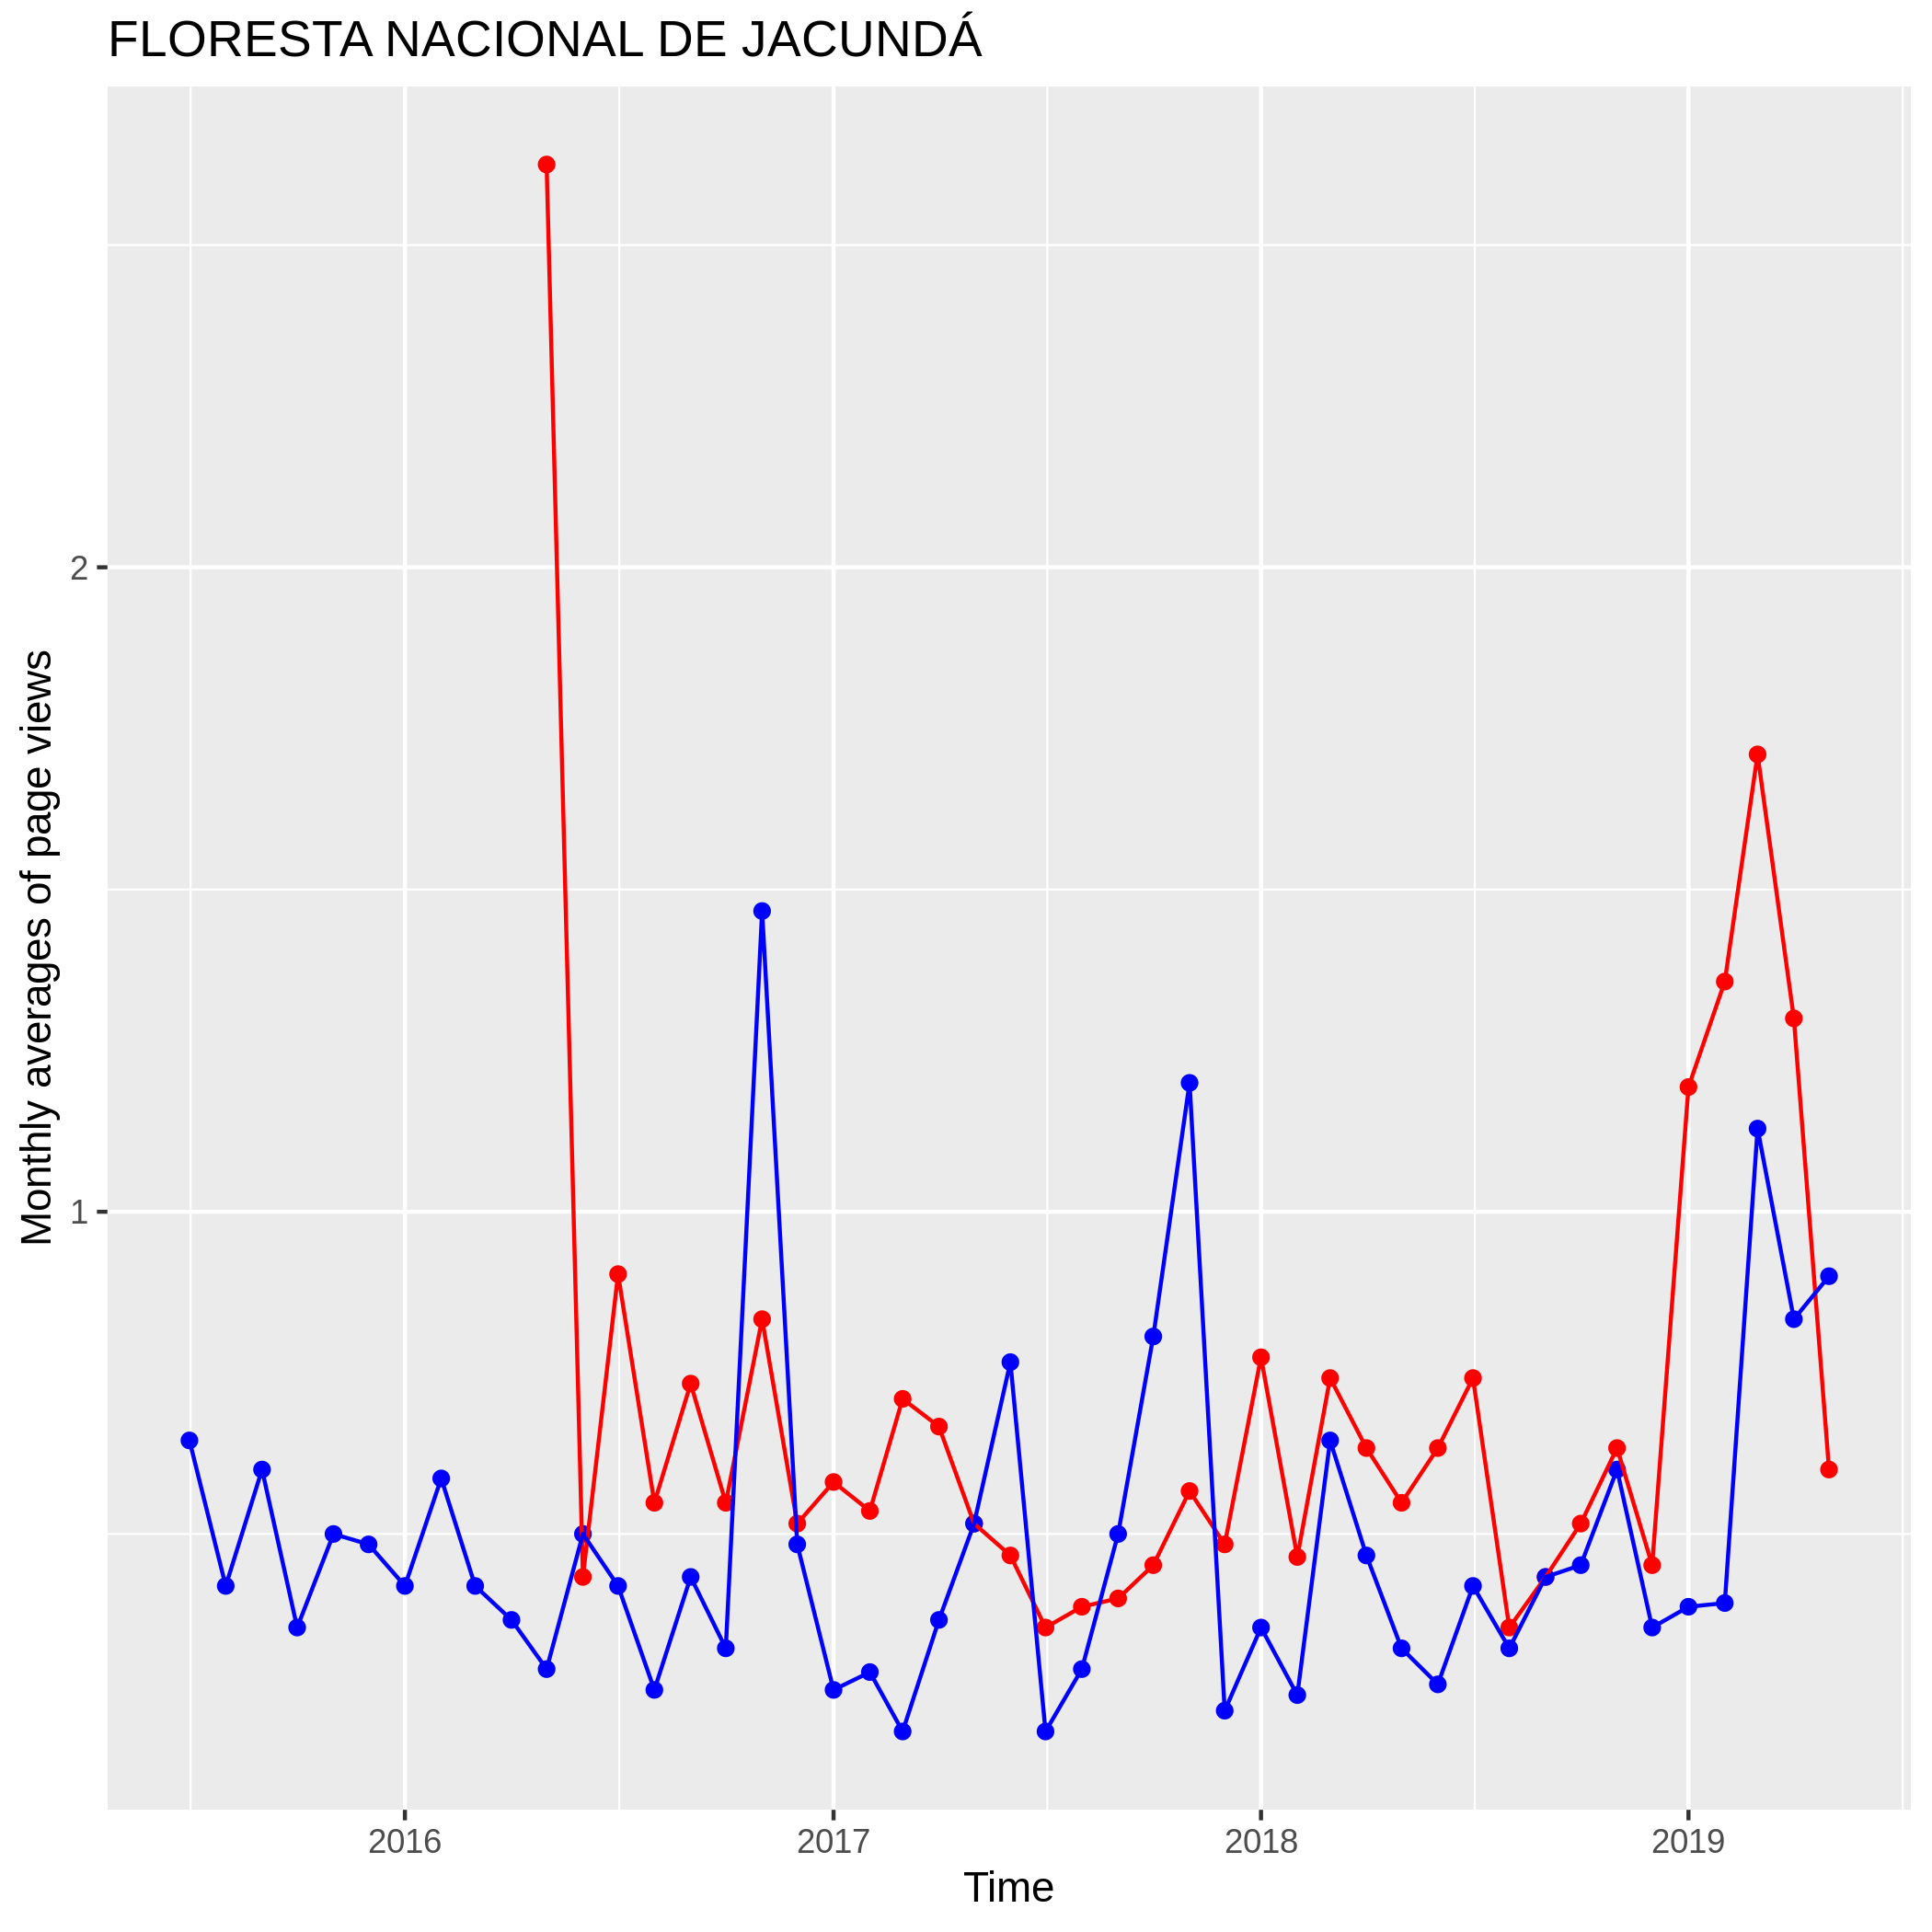 FLORESTA NACIONAL DE JACUNDÁ
Monthly averages of page views
2
1
2016
2017
2018
2019
Time